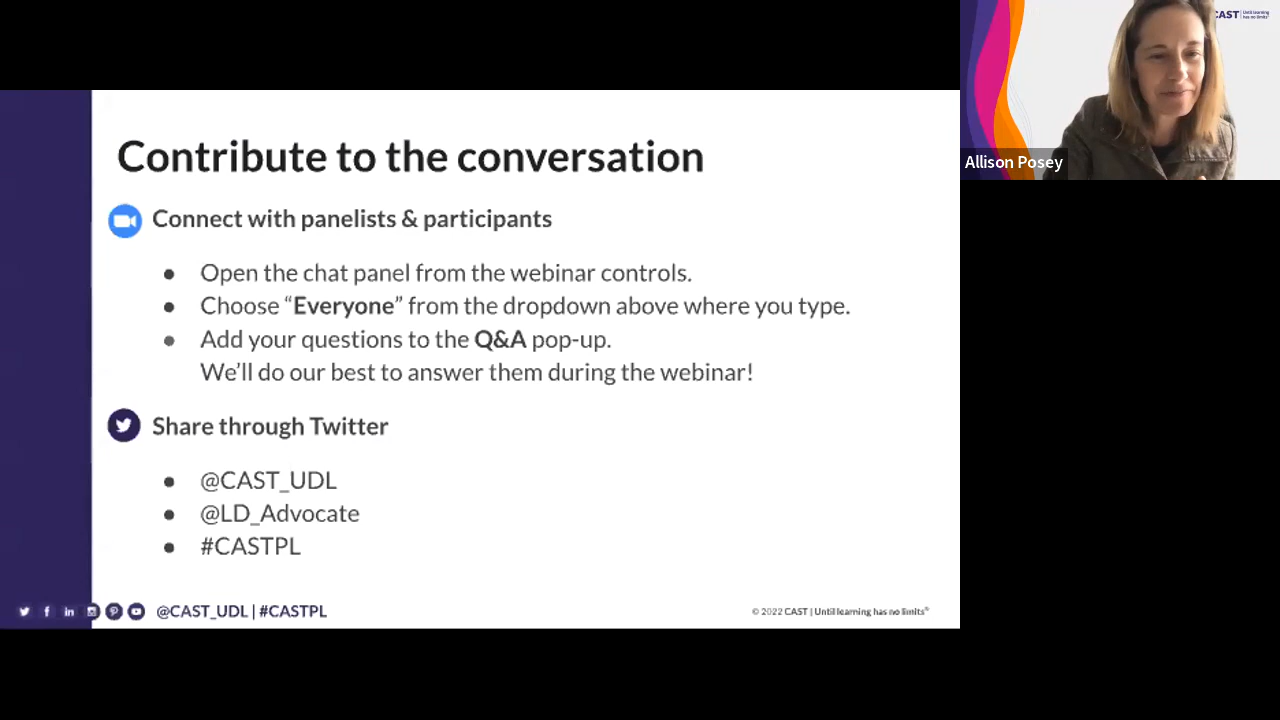 Contribute to the conversation
Connect with panelists & participants
● Open the chat panel from the webinar controls.
● Choose “Everyone” from the dropdown above where you type.
● Add your questions to the Q&A pop-up.
We’ll do our best to answer them during the webinar!
Share through Twitter
● @CAST_UDL
● @LD_Advocate
● #CASTPL
@CAST_UDL | #CASTPL
© 2022 CAST | Until learning has no limits®
CAST | Until learning
has no limits®
Allison Posey